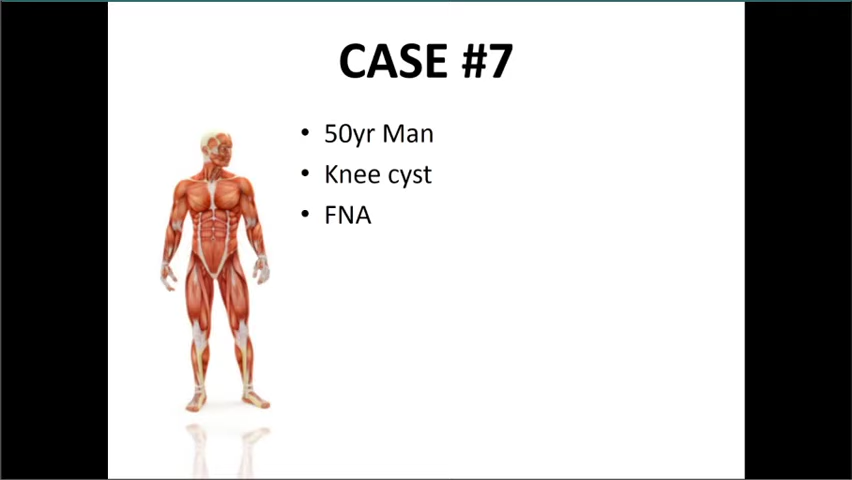 CASE #7
• 50yr Man
• Knee cyst
• FNA